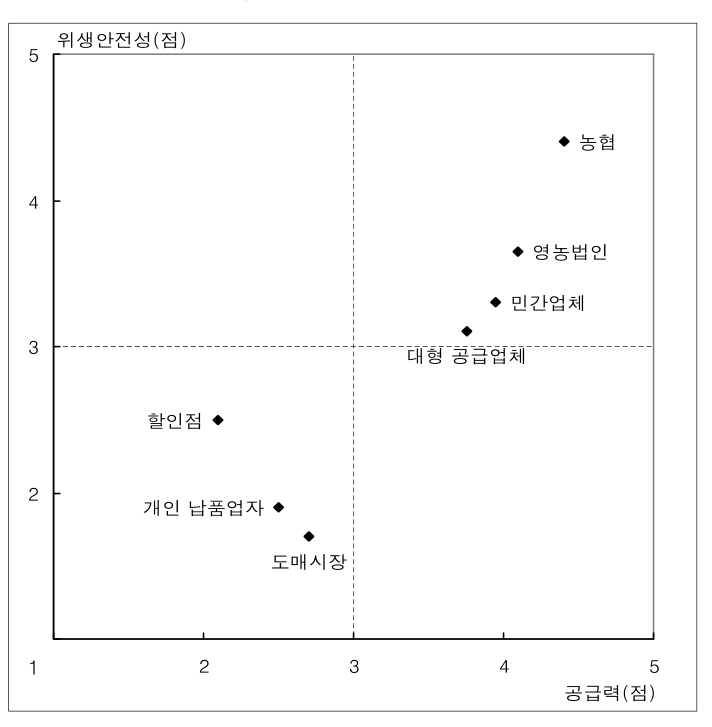 위생안전성(점)
5
농협
4
영농법인
민간업체
3
대형 공급업체
할인점
2
개인 납품업자
도매시장
1 2 3 4 5
공급력(점)